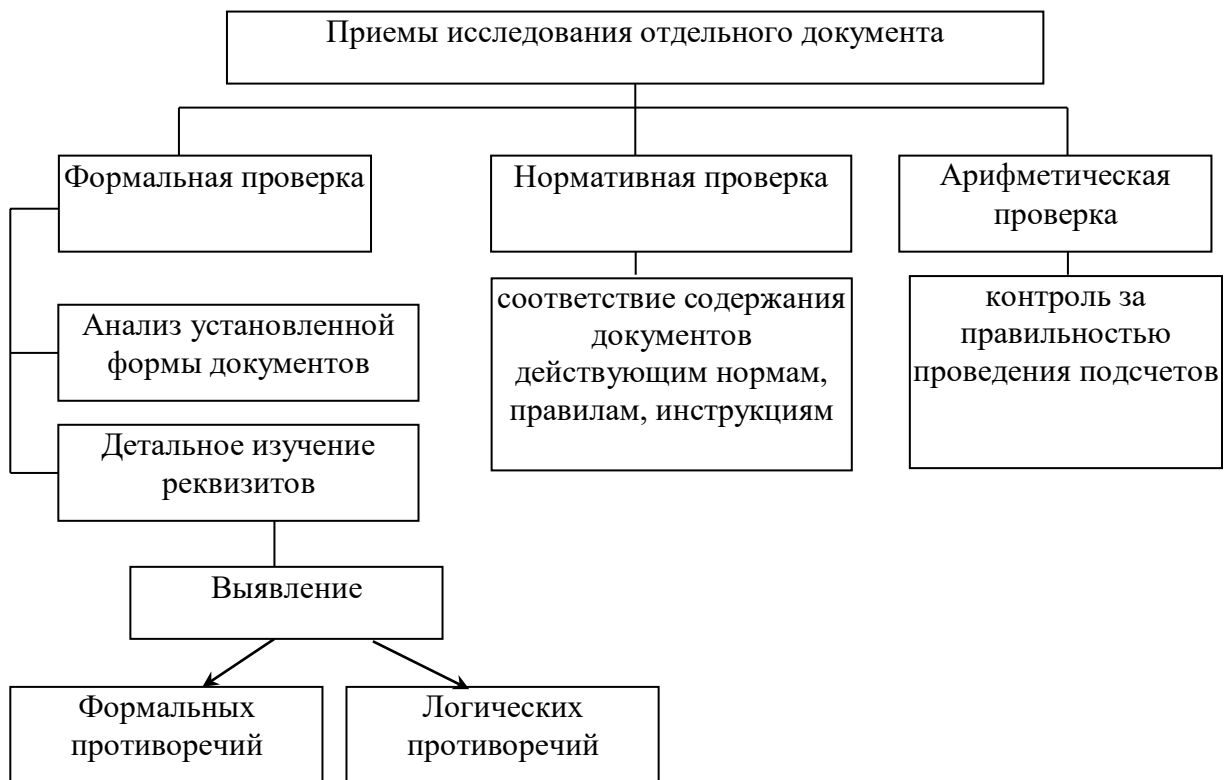 Приемы исследования отдельного документа
Формальная проверка
Нормативная проверка
Арифметическая
проверка
Анализ установленной
формы документов
Детальное изучение
реквизитов
Выявление
Формальных
противоречий
Логических
противоречий
соответствие содержания
документов
действующим нормам,
правилам, инструкциям
контроль за
правильностью
проведения подсчетов